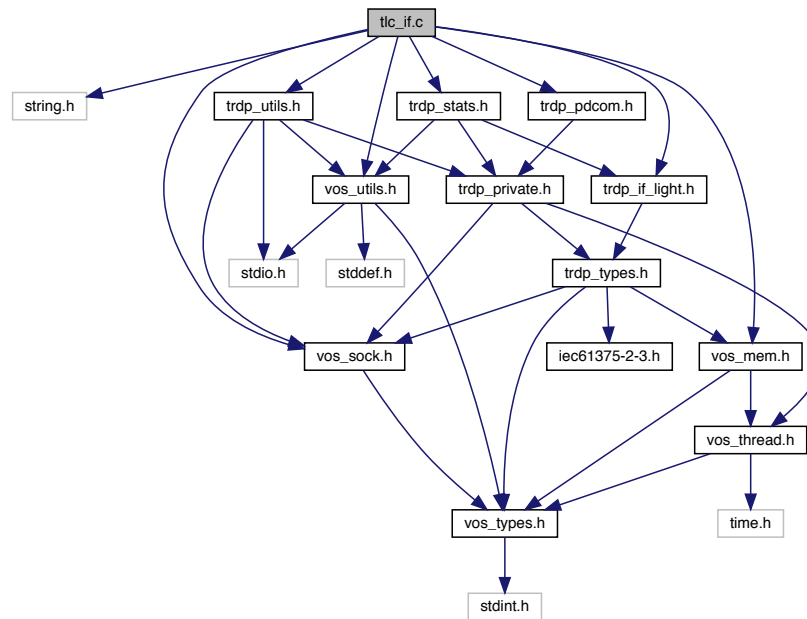 tlc_if.c
string.h
trdp_utils.h
trdp_stats.h
trdp_pdcom.h
vos_utils.h
trdp_private.h
trdp_if_light.h
stdio.h
stddef.h
trdp_types.h
vos_sock.h
iec61375-2-3.h
vos_mem.h
vos_thread.h
vos_types.h
time.h
stdint.h